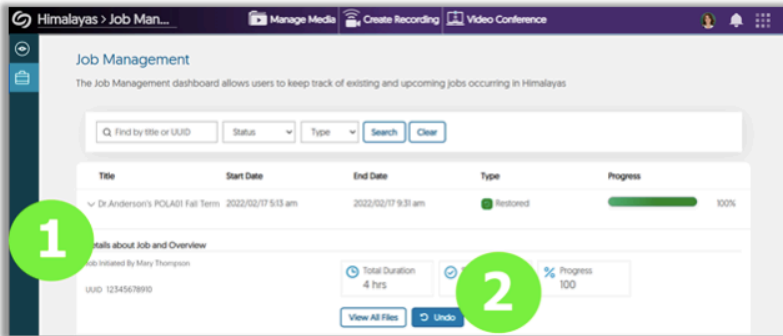 Himalayas > Job Man...
Manage Media
Create Recording
Video Conference
Job Management
The Job Management dashboard allows users to keep track of existing and upcoming jobs occurring in Himalayas
Find by title or UUID
Status
Type
Search
Clear
Title Start Date End Date Type Progress
Dr.Anderson's POLA01 Fall Term 2022/02/17 5:13 am 2022/02/17 9:31 am Restored 100%
1
about Job and Overview
Initiated By Mary Thompson
UUID 12345678910
Total Duration
4 hrs
2
Progress
100
View All Files
Undo